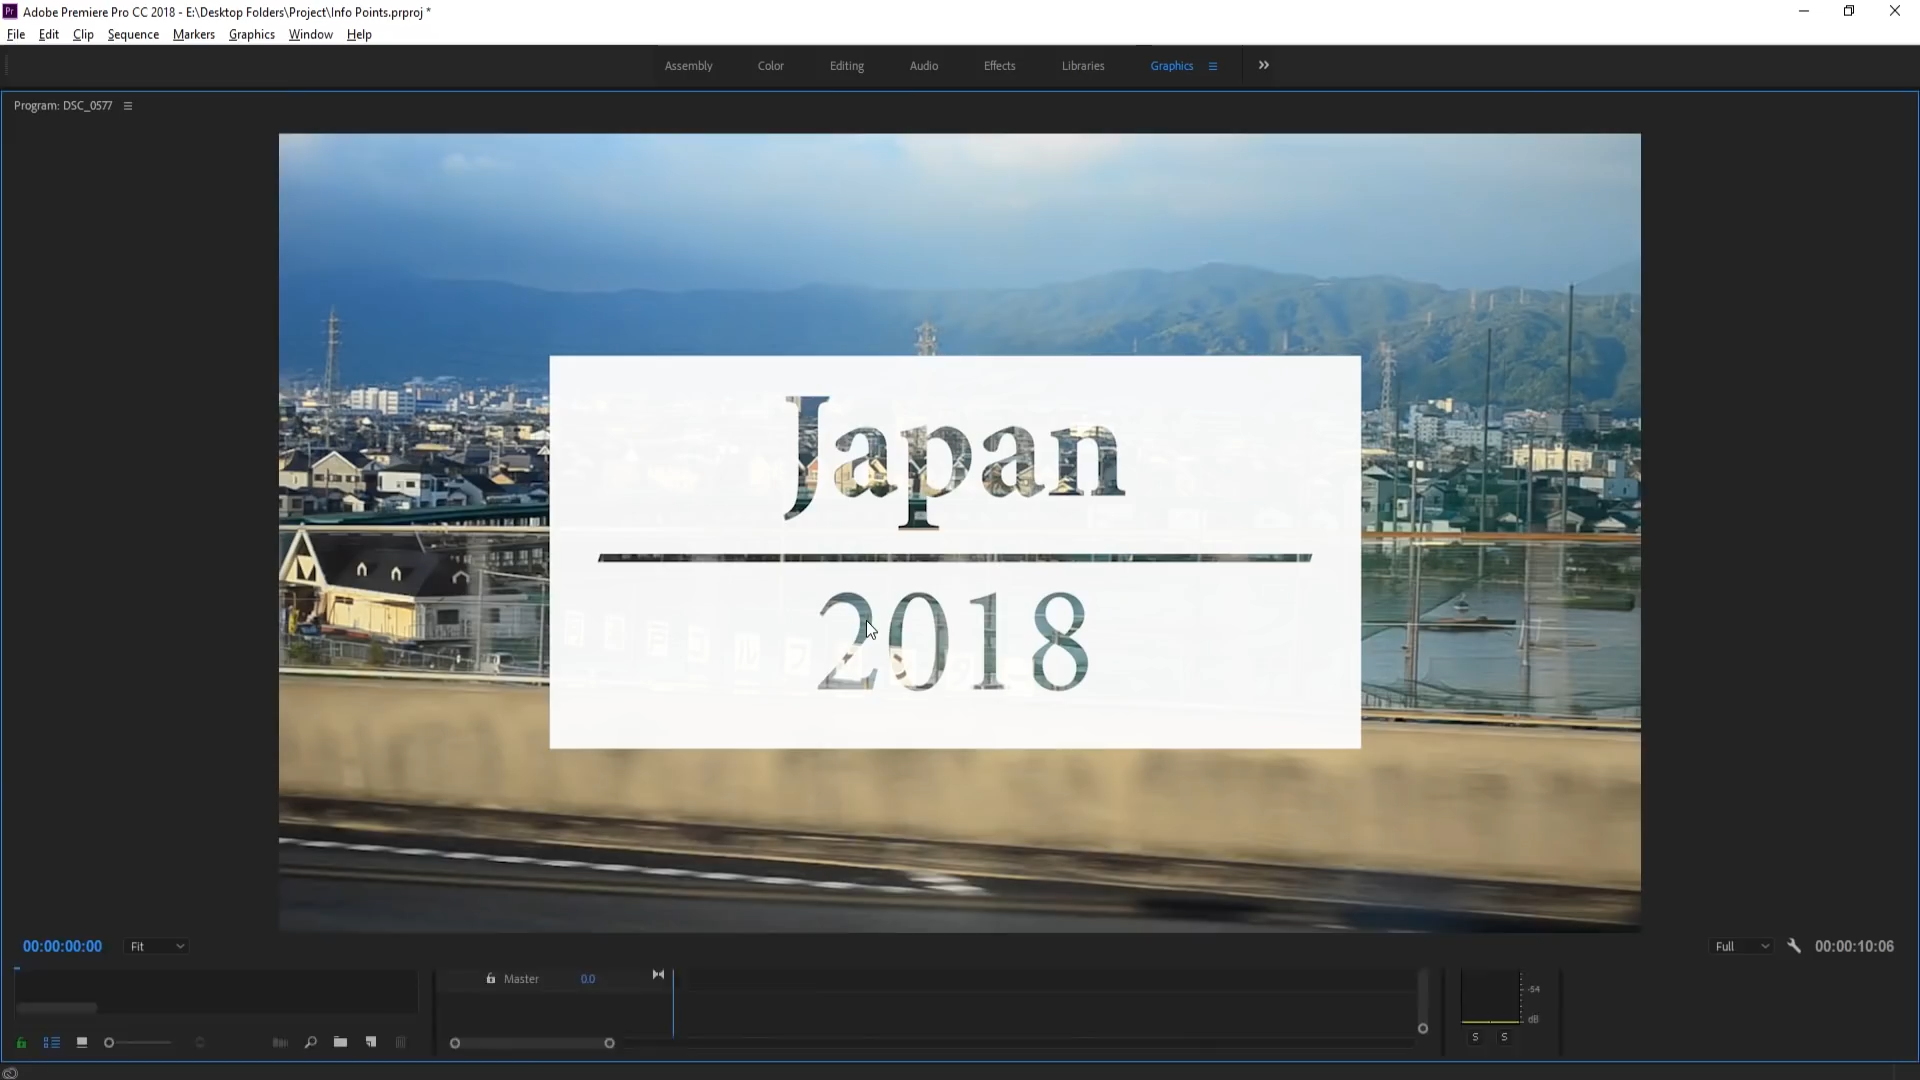 Adobe Premiere Pro CC 2018 - E:\Desktop Folders\Project\Info Points.prproj *
File Edit Clip Sequence Markers Graphics Window Help
Assembly Color Editing Audio Effects Libraries Graphics
Program: DSC_0577
Japan
2018
00:00:00:00 Fit Full 00:00:10:06
Master 0.0
-54
dB
S S